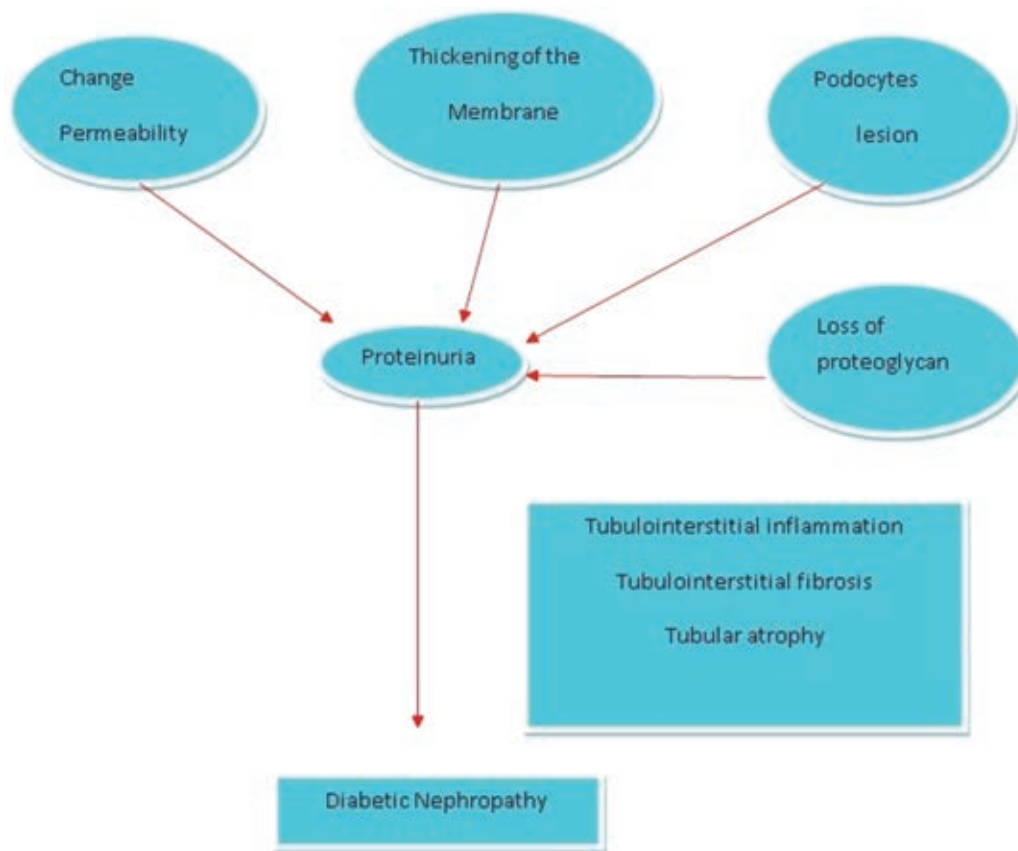 Change
Permeability
Thickening of the
Membrane
Podocytes
lesion
Proteinuria
Loss of
proteoglycan
Tubulointerstitial inflammation
Tubulointerstitial fibrosis
Tubular atrophy
Diabetic Nephropathy